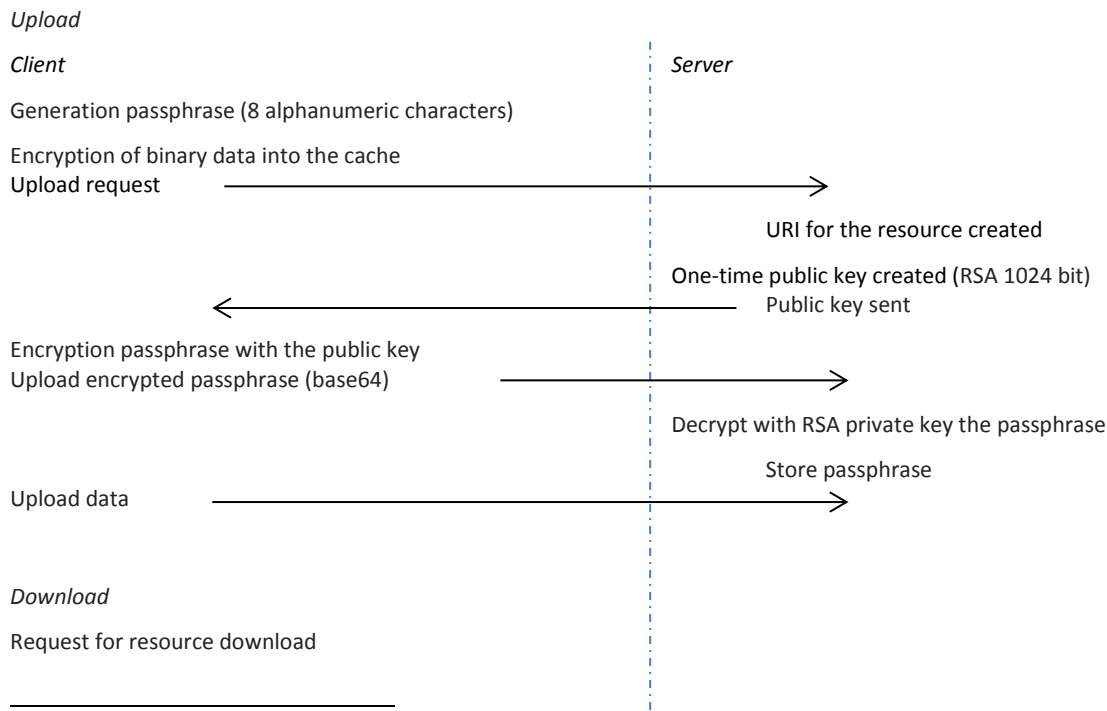 Upload
Client
Server
Generation passphrase (8 alphanumeric characters)
Encryption of binary data into the cache
Upload request
URI for the resource created
One-time public key created (RSA 1024 bit)
Public key sent
Encryption passphrase with the public key
Upload encrypted passphrase (base64)
Decrypt with RSA private key the passphrase
Store passphrase
Upload data
Download
Request for resource download